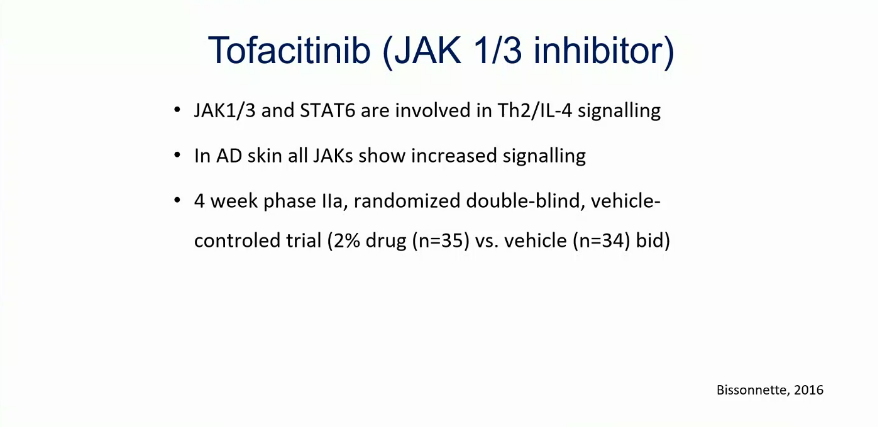 Tofacitinib (JAK 1/3 inhibitor)
• JAK1/3 and STAT6 are involved in Th2/IL-4 signalling
• In AD skin all JAKs show increased signalling
• 4 week phase IIa, randomized double-blind, vehicle-
controled trial (2% drug (n=35) vs. vehicle (n=34) bid)
Bissonnette, 2016